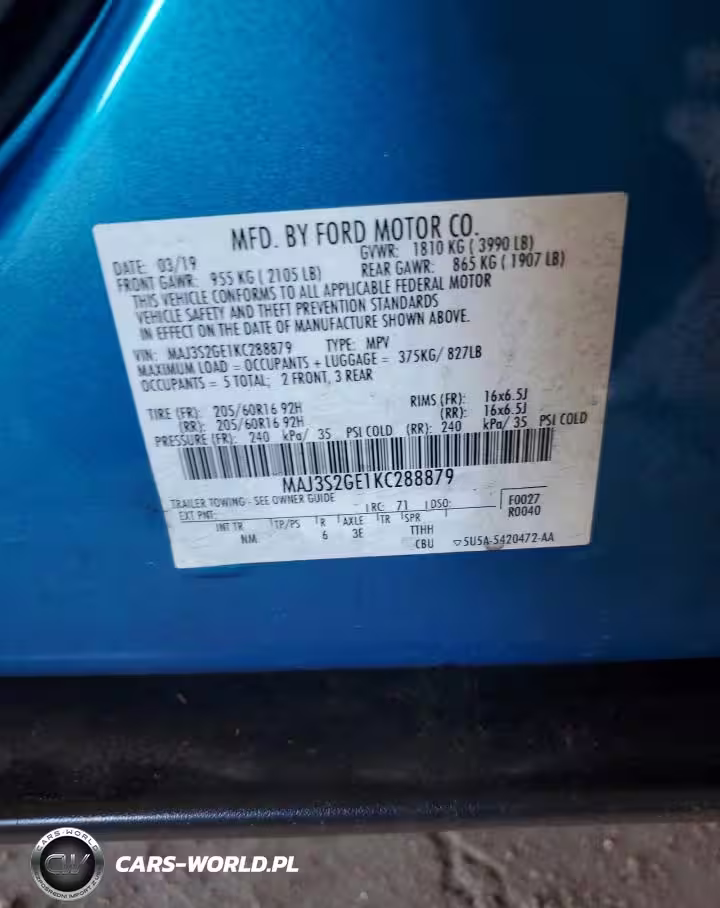 MFD. BY FORD MOTOR CO.
DATE: 03/19 GVWR: 1810 KG ( 3990 LB)
FRONT GAWR: 955 KG ( 2105 LB) REAR GAWR: 865 KG ( 1907 LB)
THIS VEHICLE CONFORMS TO ALL APPLICABLE FEDERAL MOTOR
VEHICLE SAFETY AND THEFT PREVENTION STANDARDS
IN EFFECT ON THE DATE OF MANUFACTURE SHOWN ABOVE.
VIN: MAJ3S2GE1KC288879 TYPE: MPV
MAXIMUM LOAD = OCCUPANTS + LUGGAGE = 375KG/ 827LB
OCCUPANTS = 5 TOTAL; 2 FRONT, 3 REAR
TIRE (FR): 205/60R16 92H RIMS (FR): 16x6.5J
(RR): 205/60R16 92H (RR): 16x6.5J
PRESSURE (FR): 240 kPa/ 35 PSI COLD (RR): 240 kPa/ 35 PSI COLD
MAJ3S2GE1KC288879
TRAILER TOWING - SEE OWNER GUIDE
EXT PNT: RC: 71 DSO: F0027
R0040
INT TR TP/PS R AXLE TR SPR
NM 6 3E TTHH
CBU 5U5A-5420472-AA
CARS-WORLD
CW
CARS-WORLD.PL